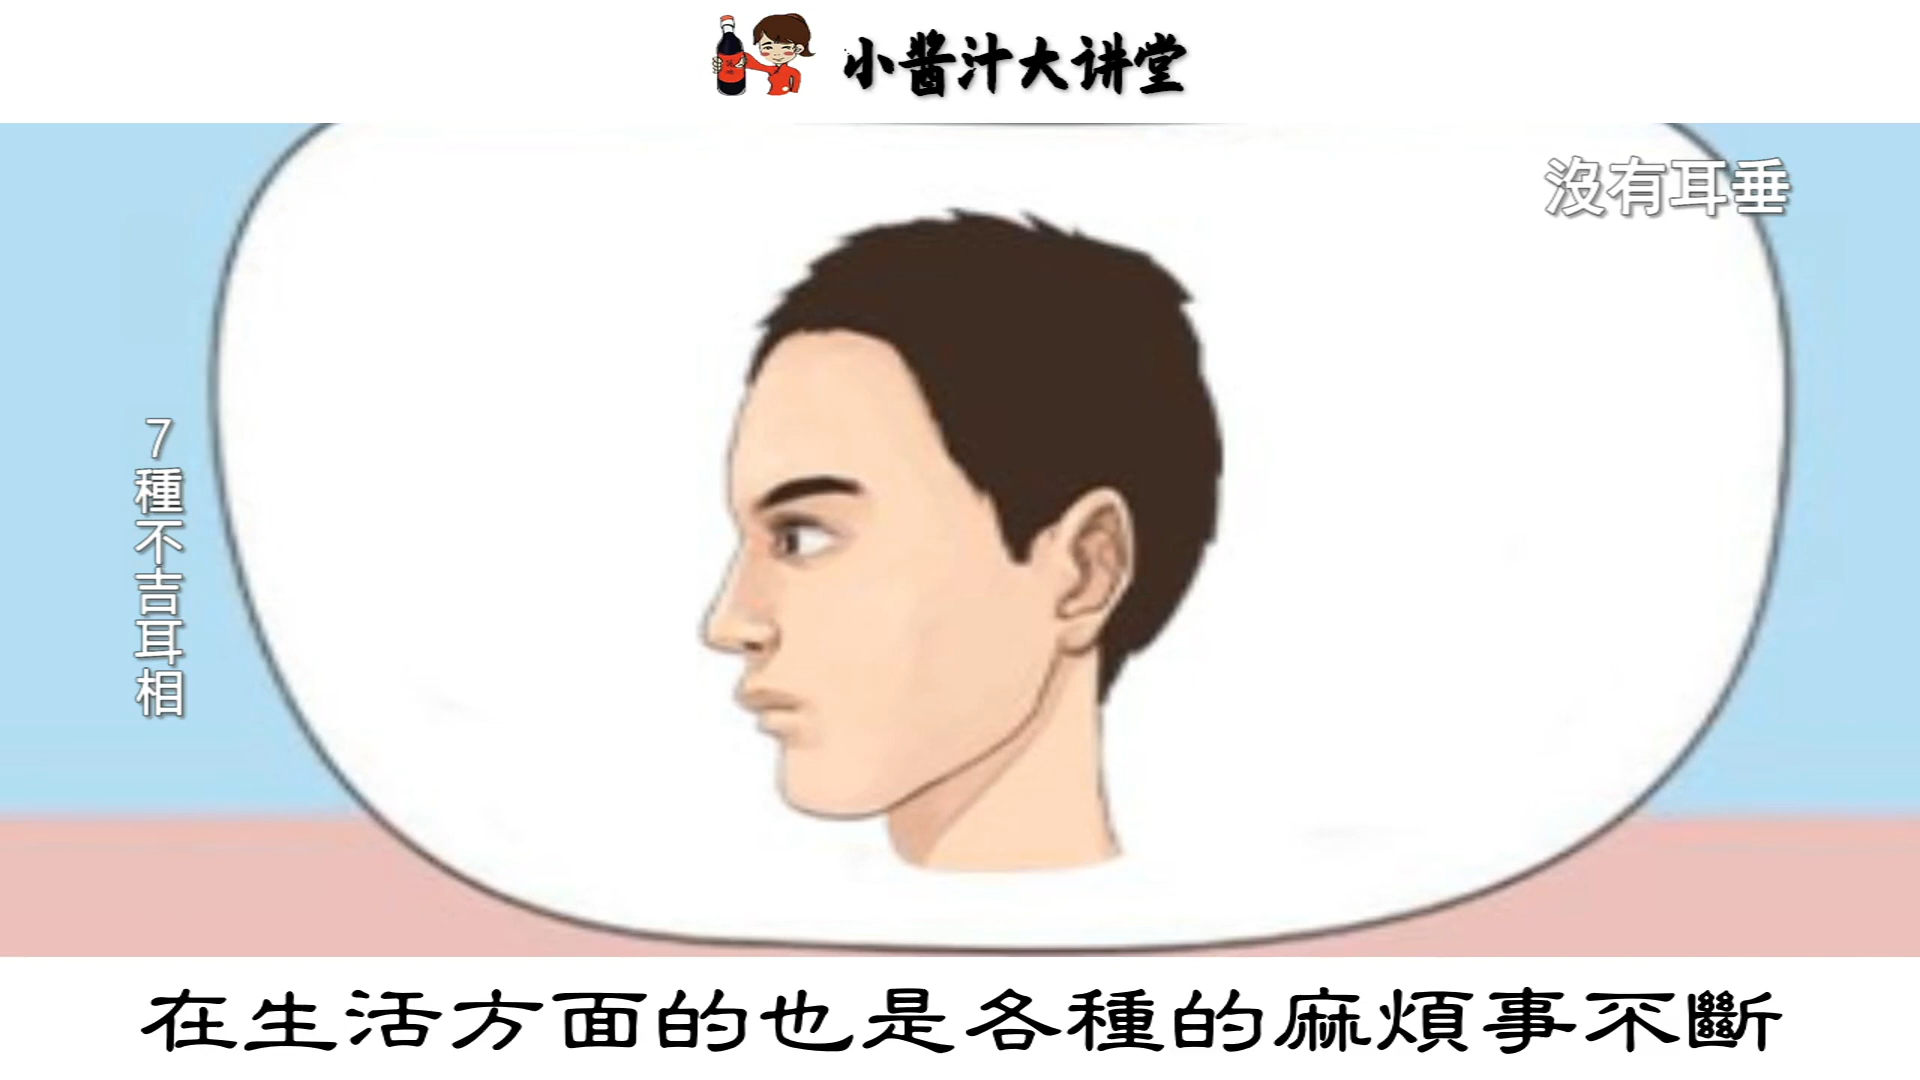 小酱汁大讲堂
沒有耳垂
7種不吉耳相
在生活方面的也是各種的麻煩事不斷